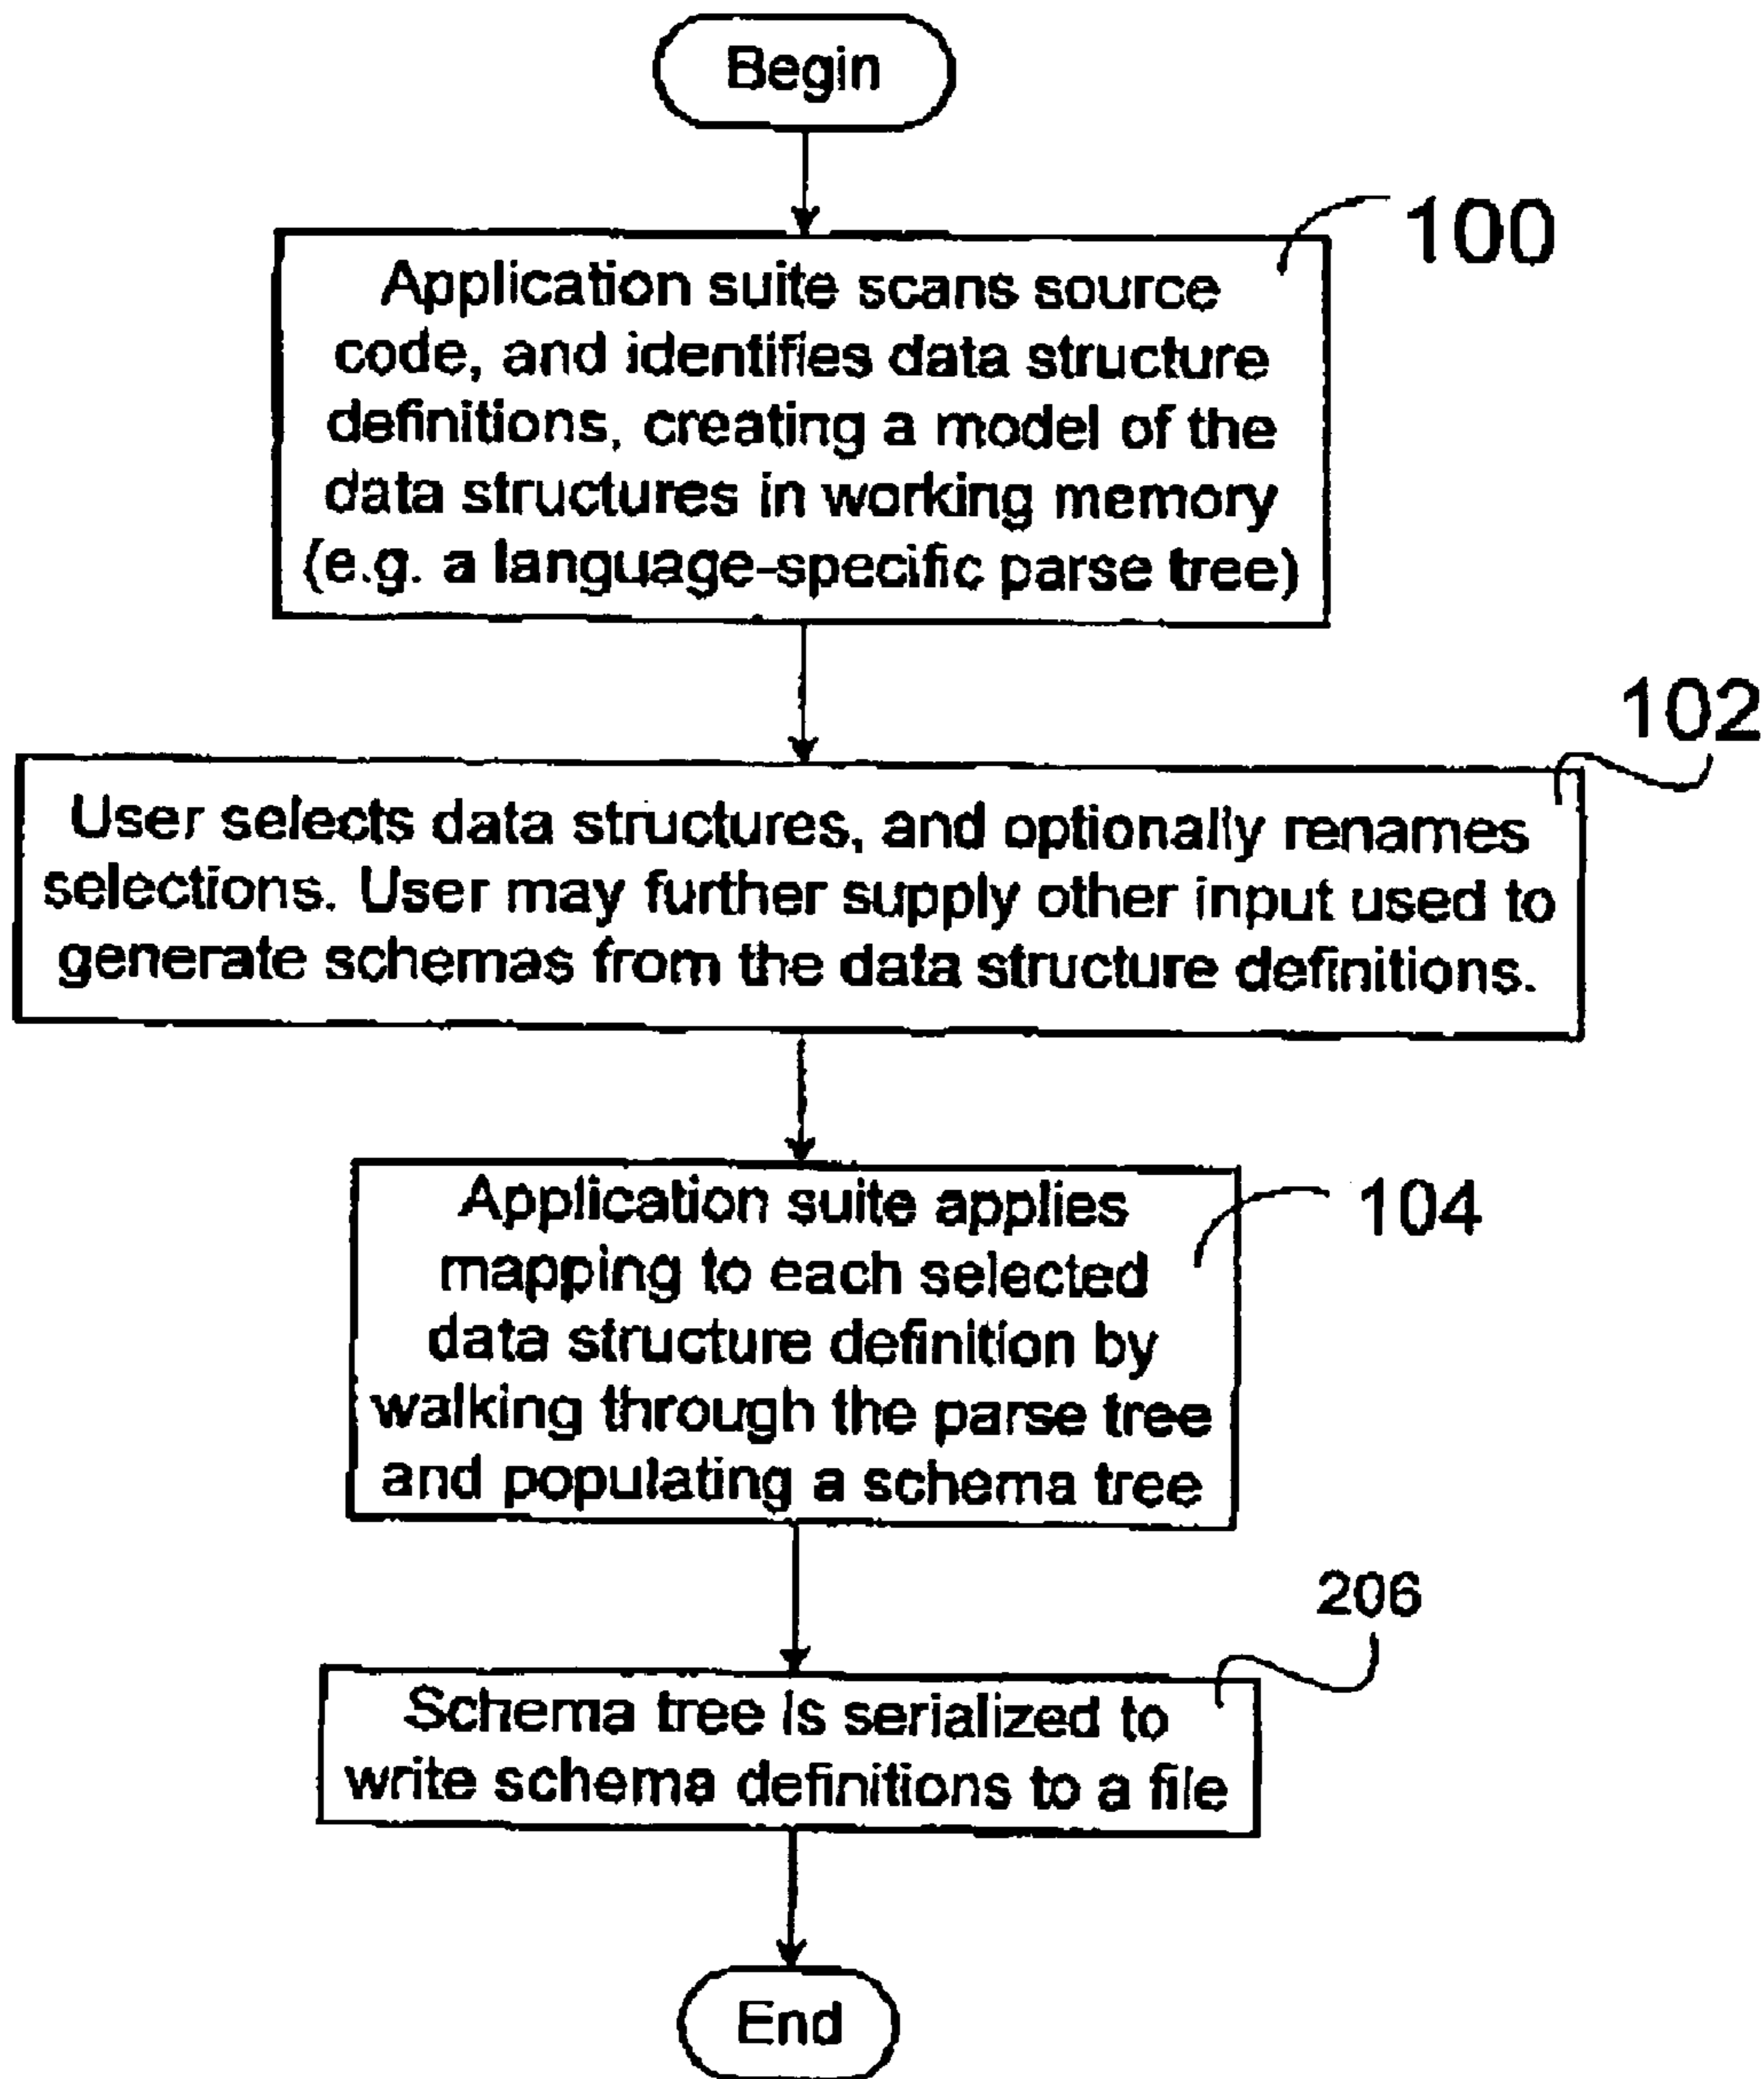 Begin
100
Application suite scans source
code, and identifies data structure
definitions, creating a model of the
data structures in working memory
(e.g. a language-specific parse tree)
102
User selects data structures, and optionally renames
selections. User may further supply other input used to
generate schemas from the data structure definitions.
104
Application suite applies
mapping to each selected
data structure definition by
walking through the parse tree
and populating a schema tree
206
Schema tree is serialized to
write schema definitions to a file
End